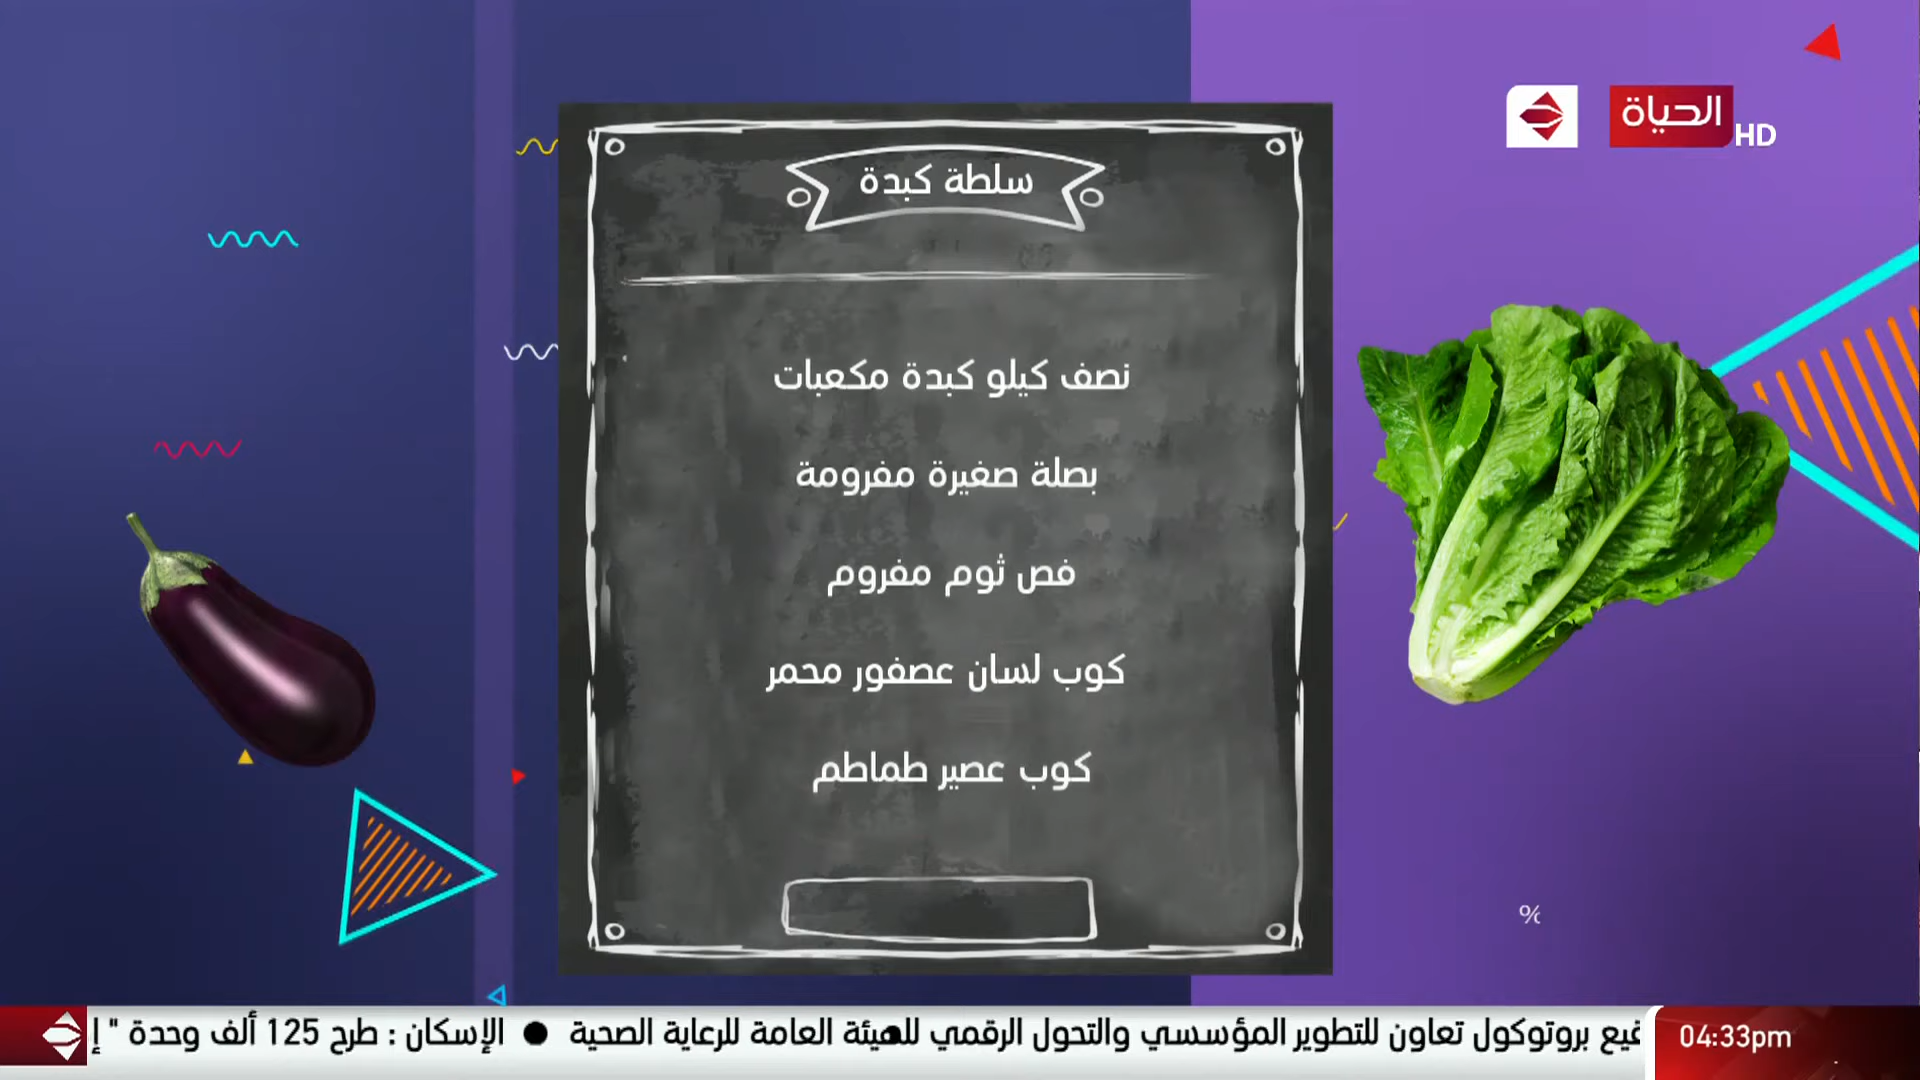 الحياة
HD
سلطة كبدة
نصف كيلو كبدة مكعبات
بصلة صغيرة مفرومة
فص ثوم مفروم
كوب لسان عصفور محمر
كوب عصير طماطم
%
قيع بروتوكول تعاون للتطوير المؤسسي والتحول الرقمي للهيئة العامة للرعاية الصحية ● الإسكان : طرح 125 ألف وحدة " إ
04:33pm